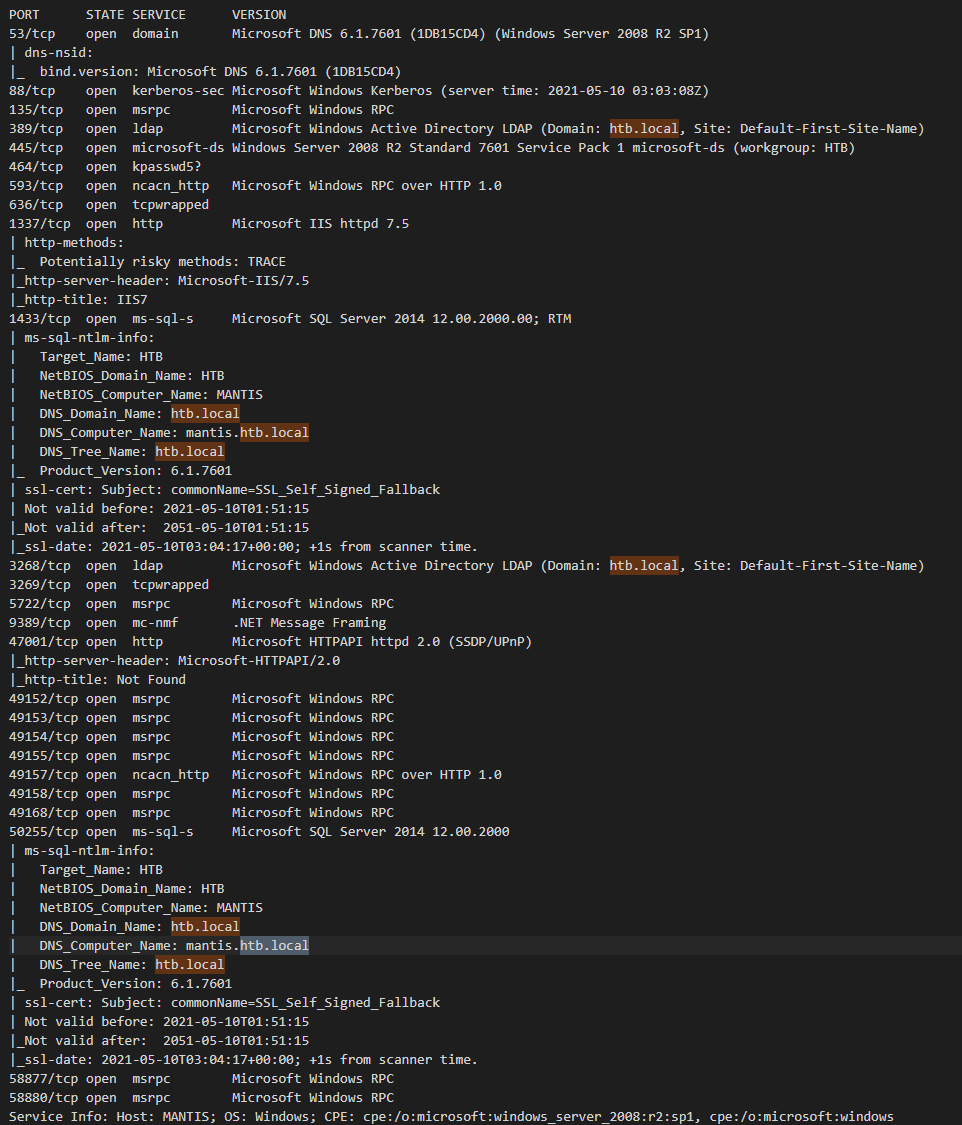 PORT      STATE SERVICE      VERSION
53/tcp    open  domain       Microsoft DNS 6.1.7601 (1DB15CD4) (Windows Server 2008 R2 SP1)
| dns-nsid:
|_  bind.version: Microsoft DNS 6.1.7601 (1DB15CD4)
88/tcp    open  kerberos-sec Microsoft Windows Kerberos (server time: 2021-05-10 03:03:08Z)
135/tcp   open  msrpc        Microsoft Windows RPC
389/tcp   open  ldap         Microsoft Windows Active Directory LDAP (Domain: htb.local, Site: Default-First-Site-Name)
445/tcp   open  microsoft-ds Windows Server 2008 R2 Standard 7601 Service Pack 1 microsoft-ds (workgroup: HTB)
464/tcp   open  kpasswd5?
593/tcp   open  ncacn_http   Microsoft Windows RPC over HTTP 1.0
636/tcp   open  tcpwrapped
1337/tcp  open  http         Microsoft IIS httpd 7.5
| http-methods:
|_  Potentially risky methods: TRACE
|_http-server-header: Microsoft-IIS/7.5
|_http-title: IIS7
1433/tcp  open  ms-sql-s     Microsoft SQL Server 2014 12.00.2000.00; RTM
| ms-sql-ntlm-info:
|   Target_Name: HTB
|   NetBIOS_Domain_Name: HTB
|   NetBIOS_Computer_Name: MANTIS
|   DNS_Domain_Name: htb.local
|   DNS_Computer_Name: mantis.htb.local
|   DNS_Tree_Name: htb.local
|_  Product_Version: 6.1.7601
| ssl-cert: Subject: commonName=SSL_Self_Signed_Fallback
| Not valid before: 2021-05-10T01:51:15
|_Not valid after:  2051-05-10T01:51:15
|_ssl-date: 2021-05-10T03:04:17+00:00; +1s from scanner time.
3268/tcp  open  ldap         Microsoft Windows Active Directory LDAP (Domain: htb.local, Site: Default-First-Site-Name)
3269/tcp  open  tcpwrapped
5722/tcp  open  msrpc        Microsoft Windows RPC
9389/tcp  open  mc-nmf       .NET Message Framing
47001/tcp open  http         Microsoft HTTPAPI httpd 2.0 (SSDP/UPnP)
|_http-server-header: Microsoft-HTTPAPI/2.0
|_http-title: Not Found
49152/tcp open  msrpc        Microsoft Windows RPC
49153/tcp open  msrpc        Microsoft Windows RPC
49154/tcp open  msrpc        Microsoft Windows RPC
49155/tcp open  msrpc        Microsoft Windows RPC
49157/tcp open  ncacn_http   Microsoft Windows RPC over HTTP 1.0
49158/tcp open  msrpc        Microsoft Windows RPC
49168/tcp open  msrpc        Microsoft Windows RPC
50255/tcp open  ms-sql-s     Microsoft SQL Server 2014 12.00.2000
| ms-sql-ntlm-info:
|   Target_Name: HTB
|   NetBIOS_Domain_Name: HTB
|   NetBIOS_Computer_Name: MANTIS
|   DNS_Domain_Name: htb.local
|   DNS_Computer_Name: mantis.htb.local
|   DNS_Tree_Name: htb.local
|_  Product_Version: 6.1.7601
| ssl-cert: Subject: commonName=SSL_Self_Signed_Fallback
| Not valid before: 2021-05-10T01:51:15
|_Not valid after:  2051-05-10T01:51:15
|_ssl-date: 2021-05-10T03:04:17+00:00; +1s from scanner time.
58877/tcp open  msrpc        Microsoft Windows RPC
58880/tcp open  msrpc        Microsoft Windows RPC
Service Info: Host: MANTIS; OS: Windows; CPE: cpe:/o:microsoft:windows_server_2008:r2:sp1, cpe:/o:microsoft:windows